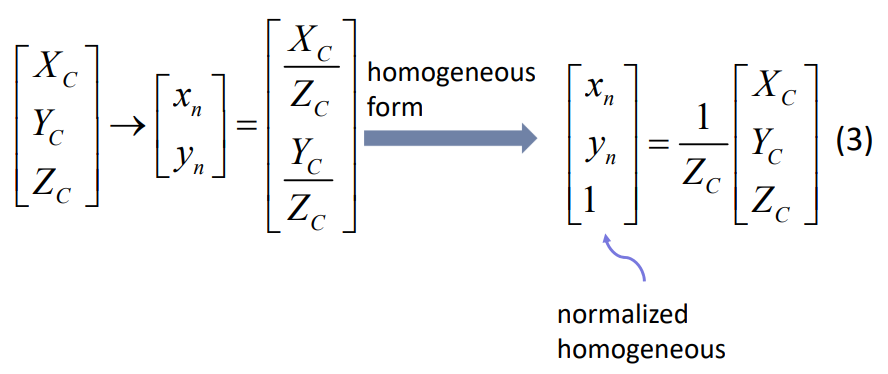 [X_C Y_C Z_C] → [x_n y_n] = [X_C/Z_C Y_C/Z_C]
homogeneous
form
[x_n y_n 1] = 1/Z_C [X_C Y_C Z_C] (3)
normalized
homogeneous